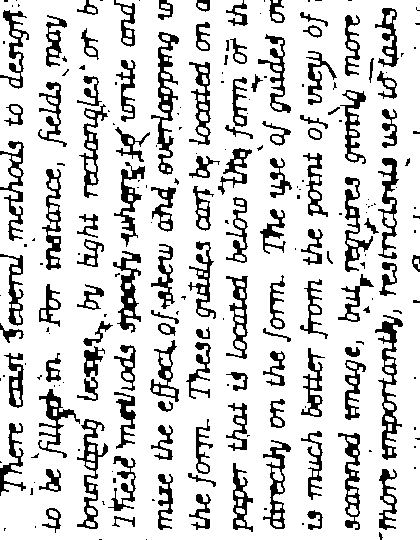 There exist several methods to design
to be filled in. For instance, fields may
bounding boxes, by light rectangles or b
These methods specify where to write and
mize the effect of skew and overlapping w
the form. These guides can be located on a
paper that is located below the form or th
directly on the form. The use of guides on
is much better from the point of view of
scanned image, but requires giving more
more importantly, restricts its use to tasks